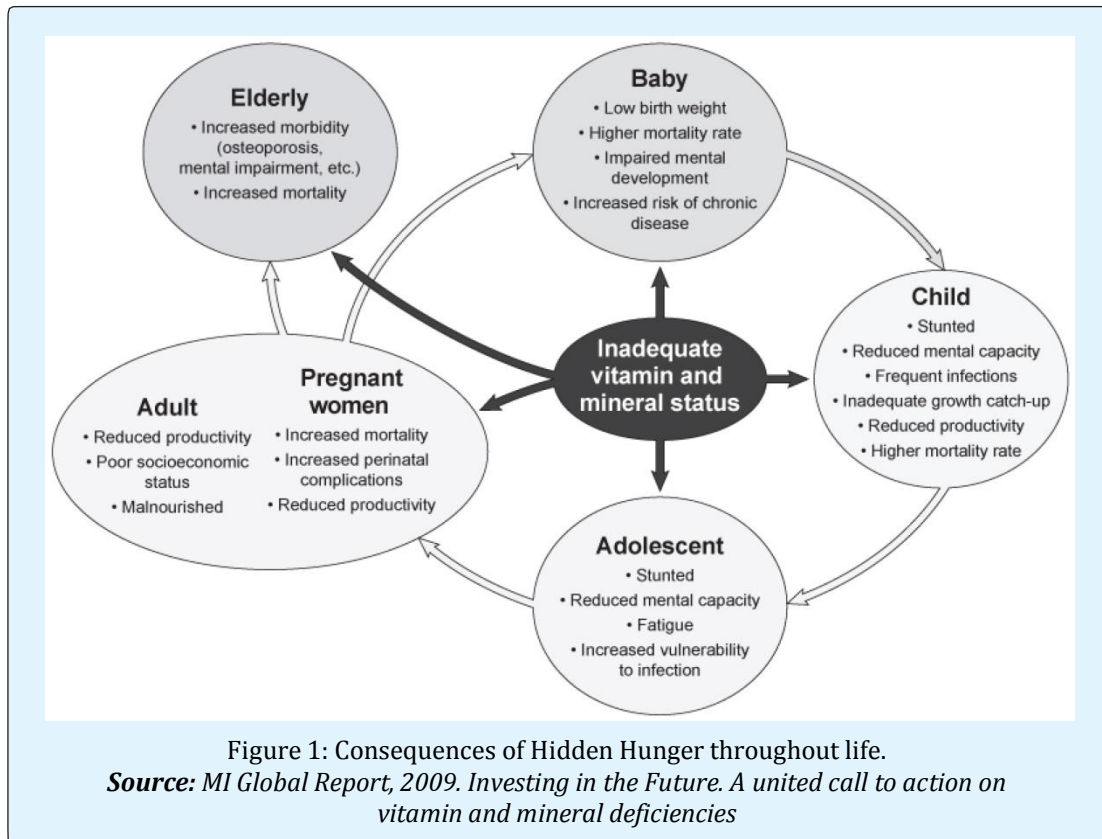 Elderly
• Increased morbidity
(osteoporosis,
mental impairment, etc.)
• Increased mortality
Baby
• Low birth weight
• Higher mortality rate
• Impaired mental
development
• Increased risk of chronic
disease
Child
• Stunted
• Reduced mental capacity
• Frequent infections
• Inadequate growth catch-up
• Reduced productivity
• Higher mortality rate
Inadequate
vitamin and
mineral status
Adult
• Reduced productivity
• Poor socioeconomic
status
• Malnourished
Pregnant
women
• Increased mortality
• Increased perinatal
complications
• Reduced productivity
Adolescent
• Stunted
• Reduced mental capacity
• Fatigue
• Increased vulnerability
to infection
Figure 1: Consequences of Hidden Hunger throughout life.
Source: MI Global Report, 2009. Investing in the Future. A united call to action on
vitamin and mineral deficiencies